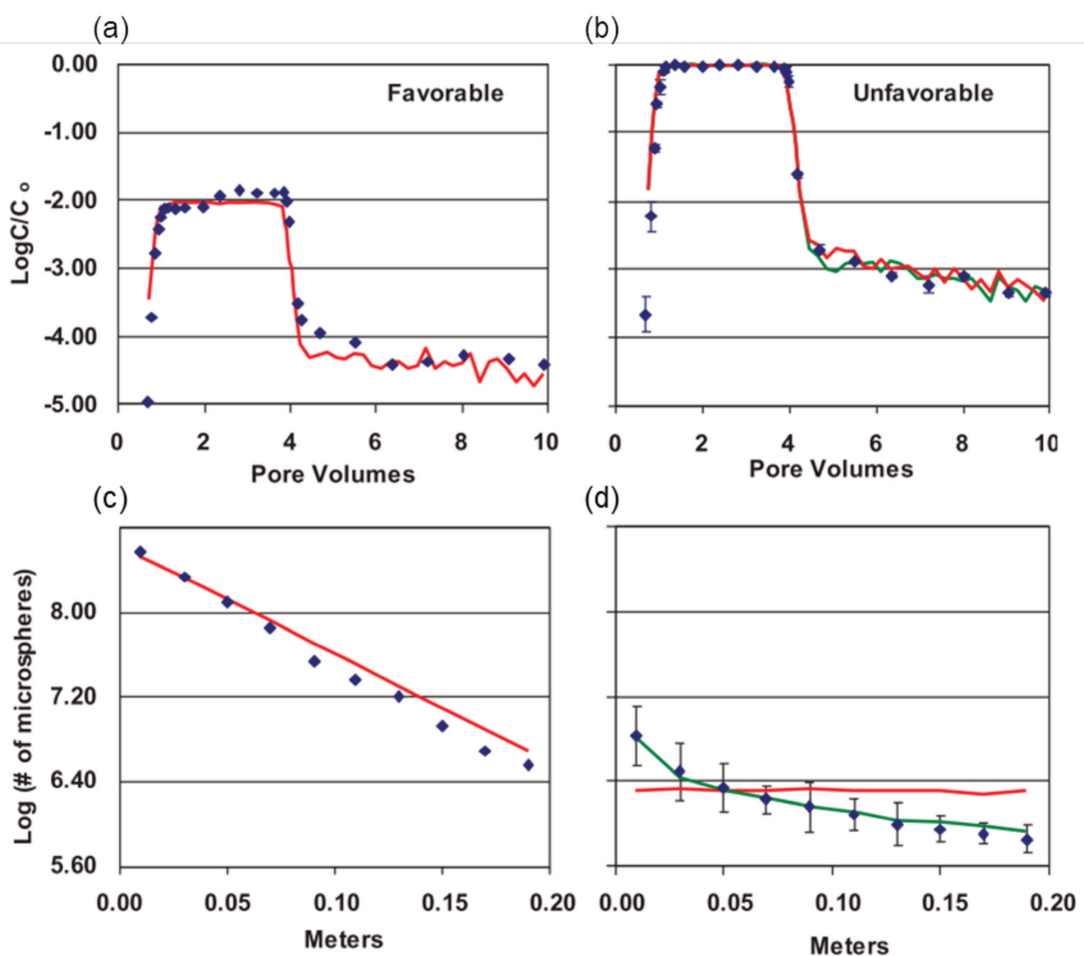 (a) (b)
0.00
-1.00
-2.00
-3.00
-4.00
-5.00
LogC/C o
Favorable
0 2 4 6 8 10
Pore Volumes
Unfavorable
0 2 4 6 8 10
Pore Volumes
(c) (d)
8.00
7.20
6.40
5.60
Log (# of microspheres)
0.00 0.05 0.10 0.15 0.20
Meters
0.00 0.05 0.10 0.15 0.20
Meters